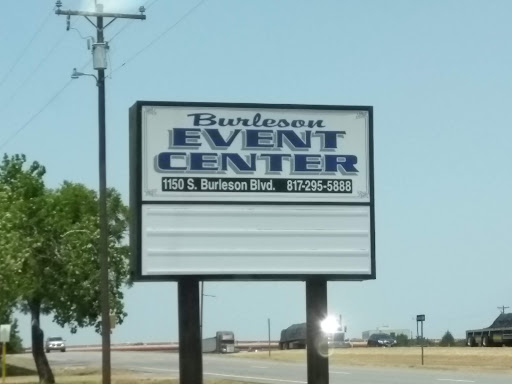 Burleson
EVENT
CENTER
1150 S. Burleson Blvd. 817-295-5888